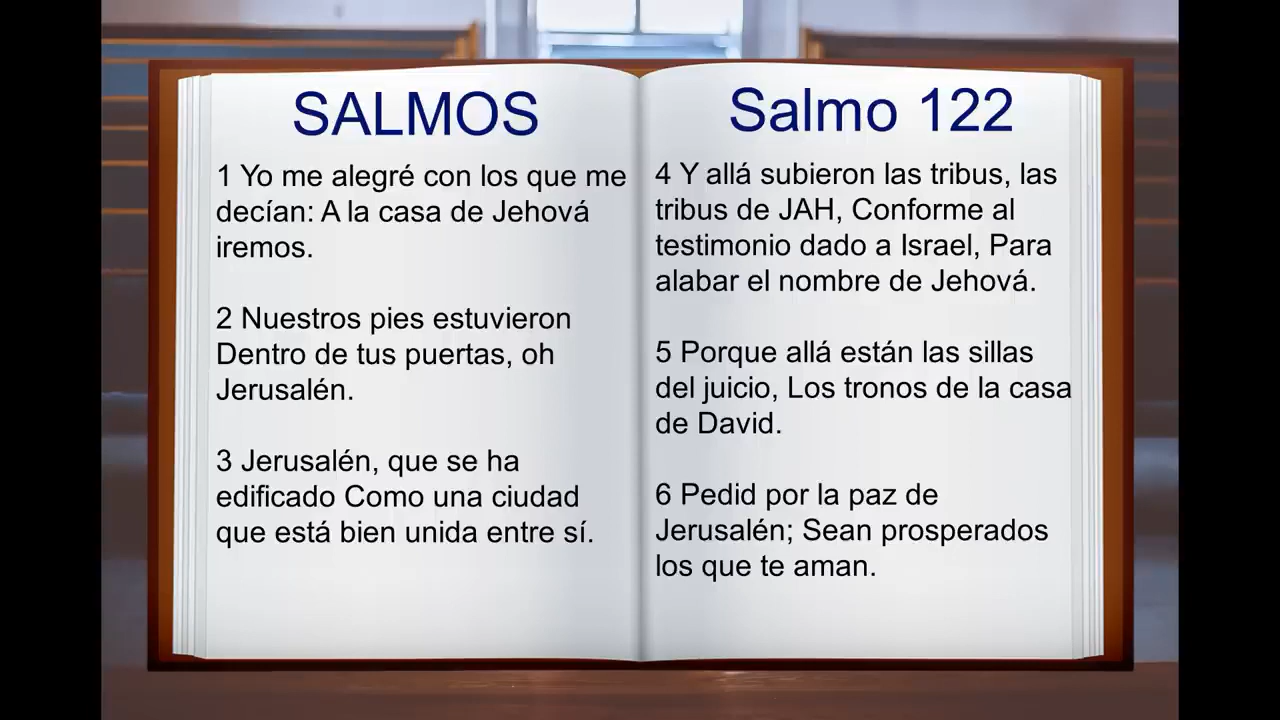 SALMOS
1 Yo me alegré con los que me
decían: A la casa de Jehová
iremos.
2 Nuestros pies estuvieron
Dentro de tus puertas, oh
Jerusalén.
3 Jerusalén, que se ha
edificado Como una ciudad
que está bien unida entre sí.
Salmo 122
4 Y allá subieron las tribus, las
tribus de JAH, Conforme al
testimonio dado a Israel, Para
alabar el nombre de Jehová.
5 Porque allá están las sillas
del juicio, Los tronos de la casa
de David.
6 Pedid por la paz de
Jerusalén; Sean prosperados
los que te aman.